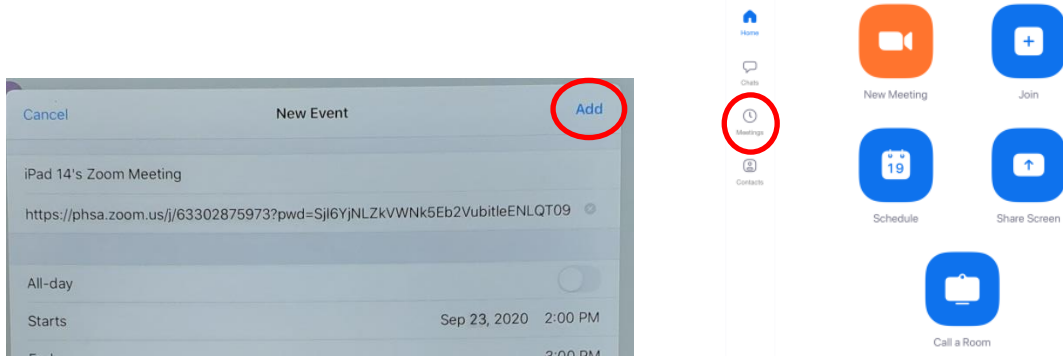 Cancel New Event Add
iPad 14's Zoom Meeting
https://phsa.zoom.us/j/63302875973?pwd=SjI6YjNLZkVWNk5Eb2VubitleENLQT09
All-day
Starts Sep 23, 2020 2:00 PM
3:00 PM
Home
Chats
Meetings
Contacts
New Meeting
Join
19
Schedule
Share Screen
Call a Room